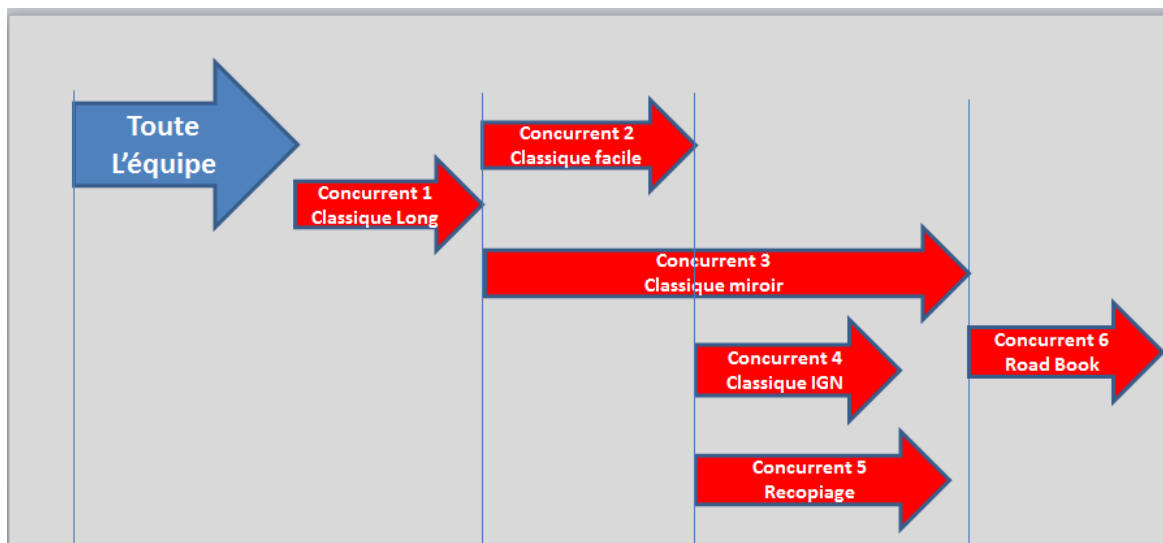 Toute
L'équipe
Concurrent 1
Classique Long
Concurrent 2
Classique facile
Concurrent 3
Classique miroir
Concurrent 4
Classique IGN
Concurrent 5
Recopiage
Concurrent 6
Road Book